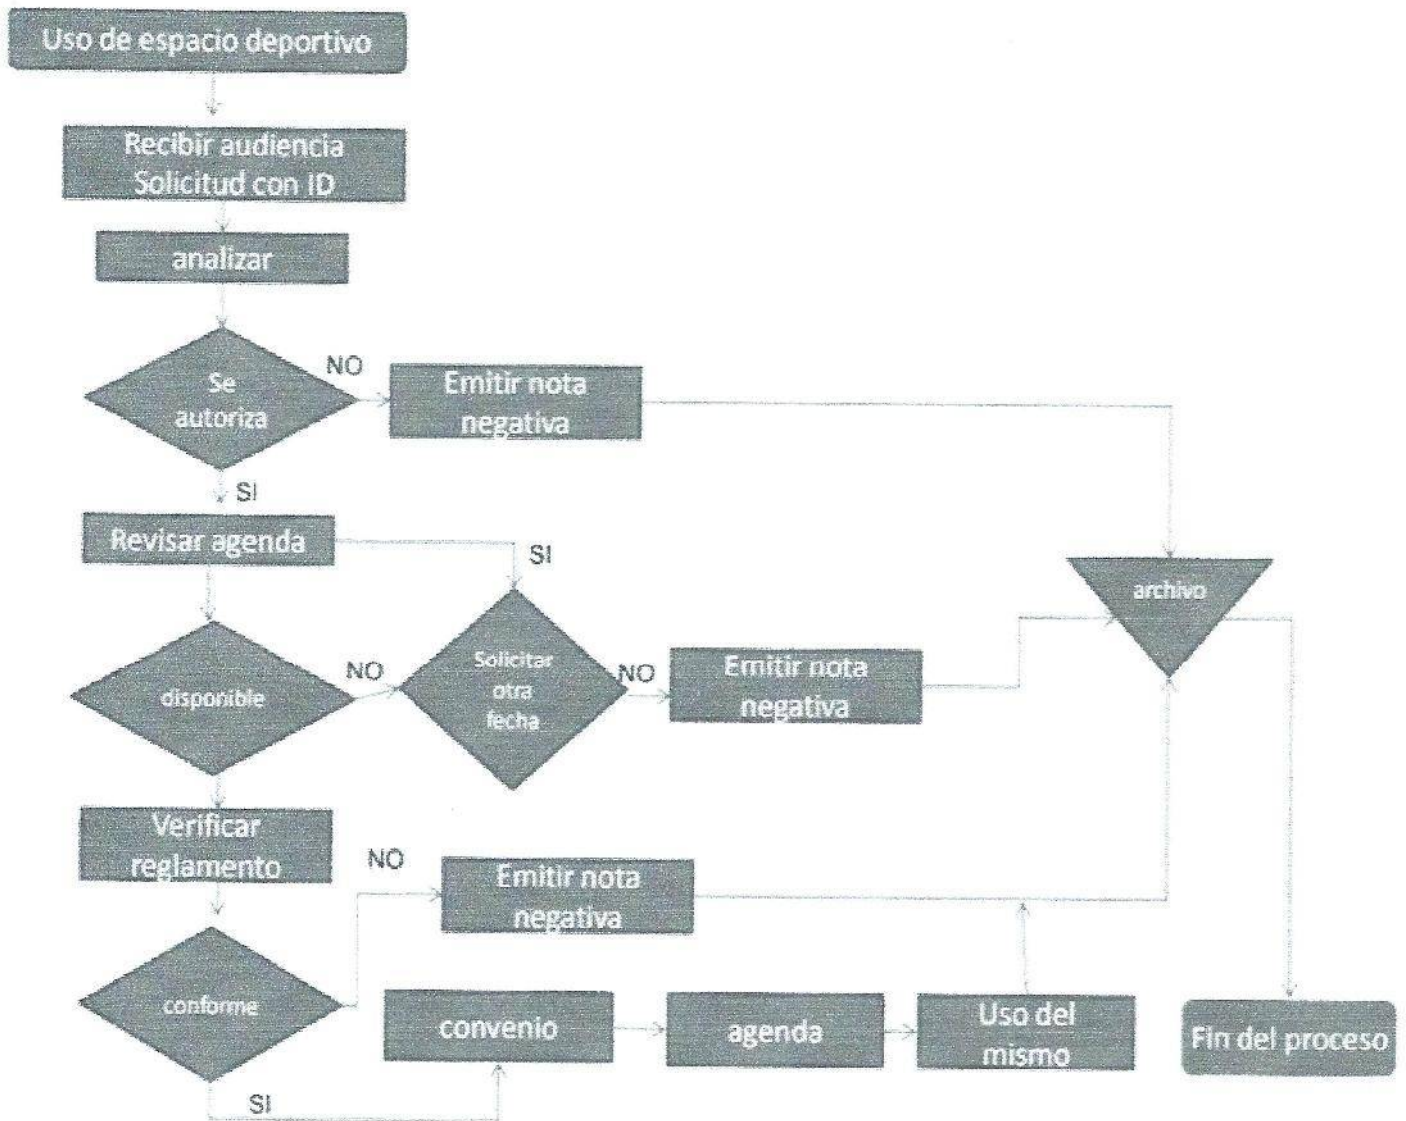 Uso de espacio deportivo
Recibir audiencia
Solicitud con ID
analizar
Se
autoriza
NO
Emitir nota
negativa
SI
Revisar agenda
SI
archivo
disponible
NO
Solicitar
otra
fecha
NO
Emitir nota
negativa
Verificar
reglamento
NO
Emitir nota
negativa
conforme
SI
convenio
agenda
Uso del
mismo
Fin del proceso